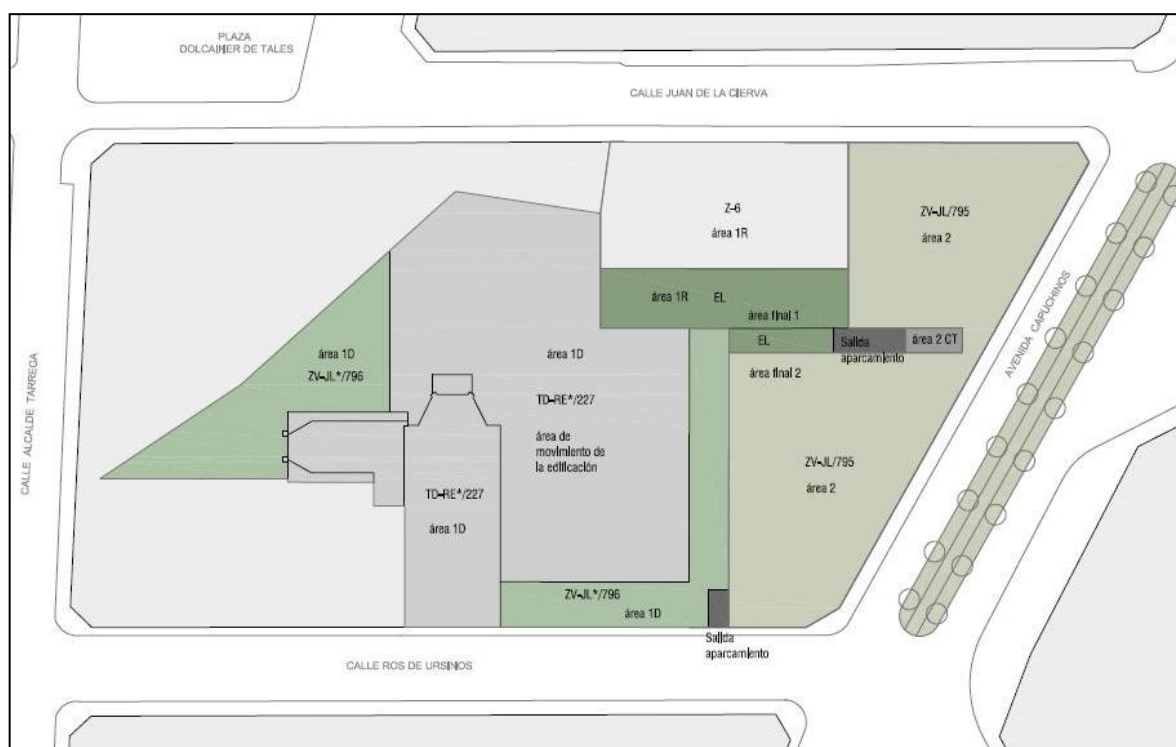 PLAZA
DOLCAINER DE TALES
CALLE JUAN DE LA CIERVA
Z-6
área 1R
ZV-JL/795
área 2
área 1R EL
área final 1
EL
Salida
aparcamiento
área 2 CT
área final 2
área 1D
ZV-JL*/796
área 1D
TD-RE*/227
área de
movimiento de
la edificación
AVENIDA CAPUCHINOS
CALLE ALCALDE TARREGA
ZV-JL/795
área 2
TD-RE*/227
área 1D
ZV-JL*/796
área 1D
Salida
aparcamiento
CALLE ROS DE URSINOS